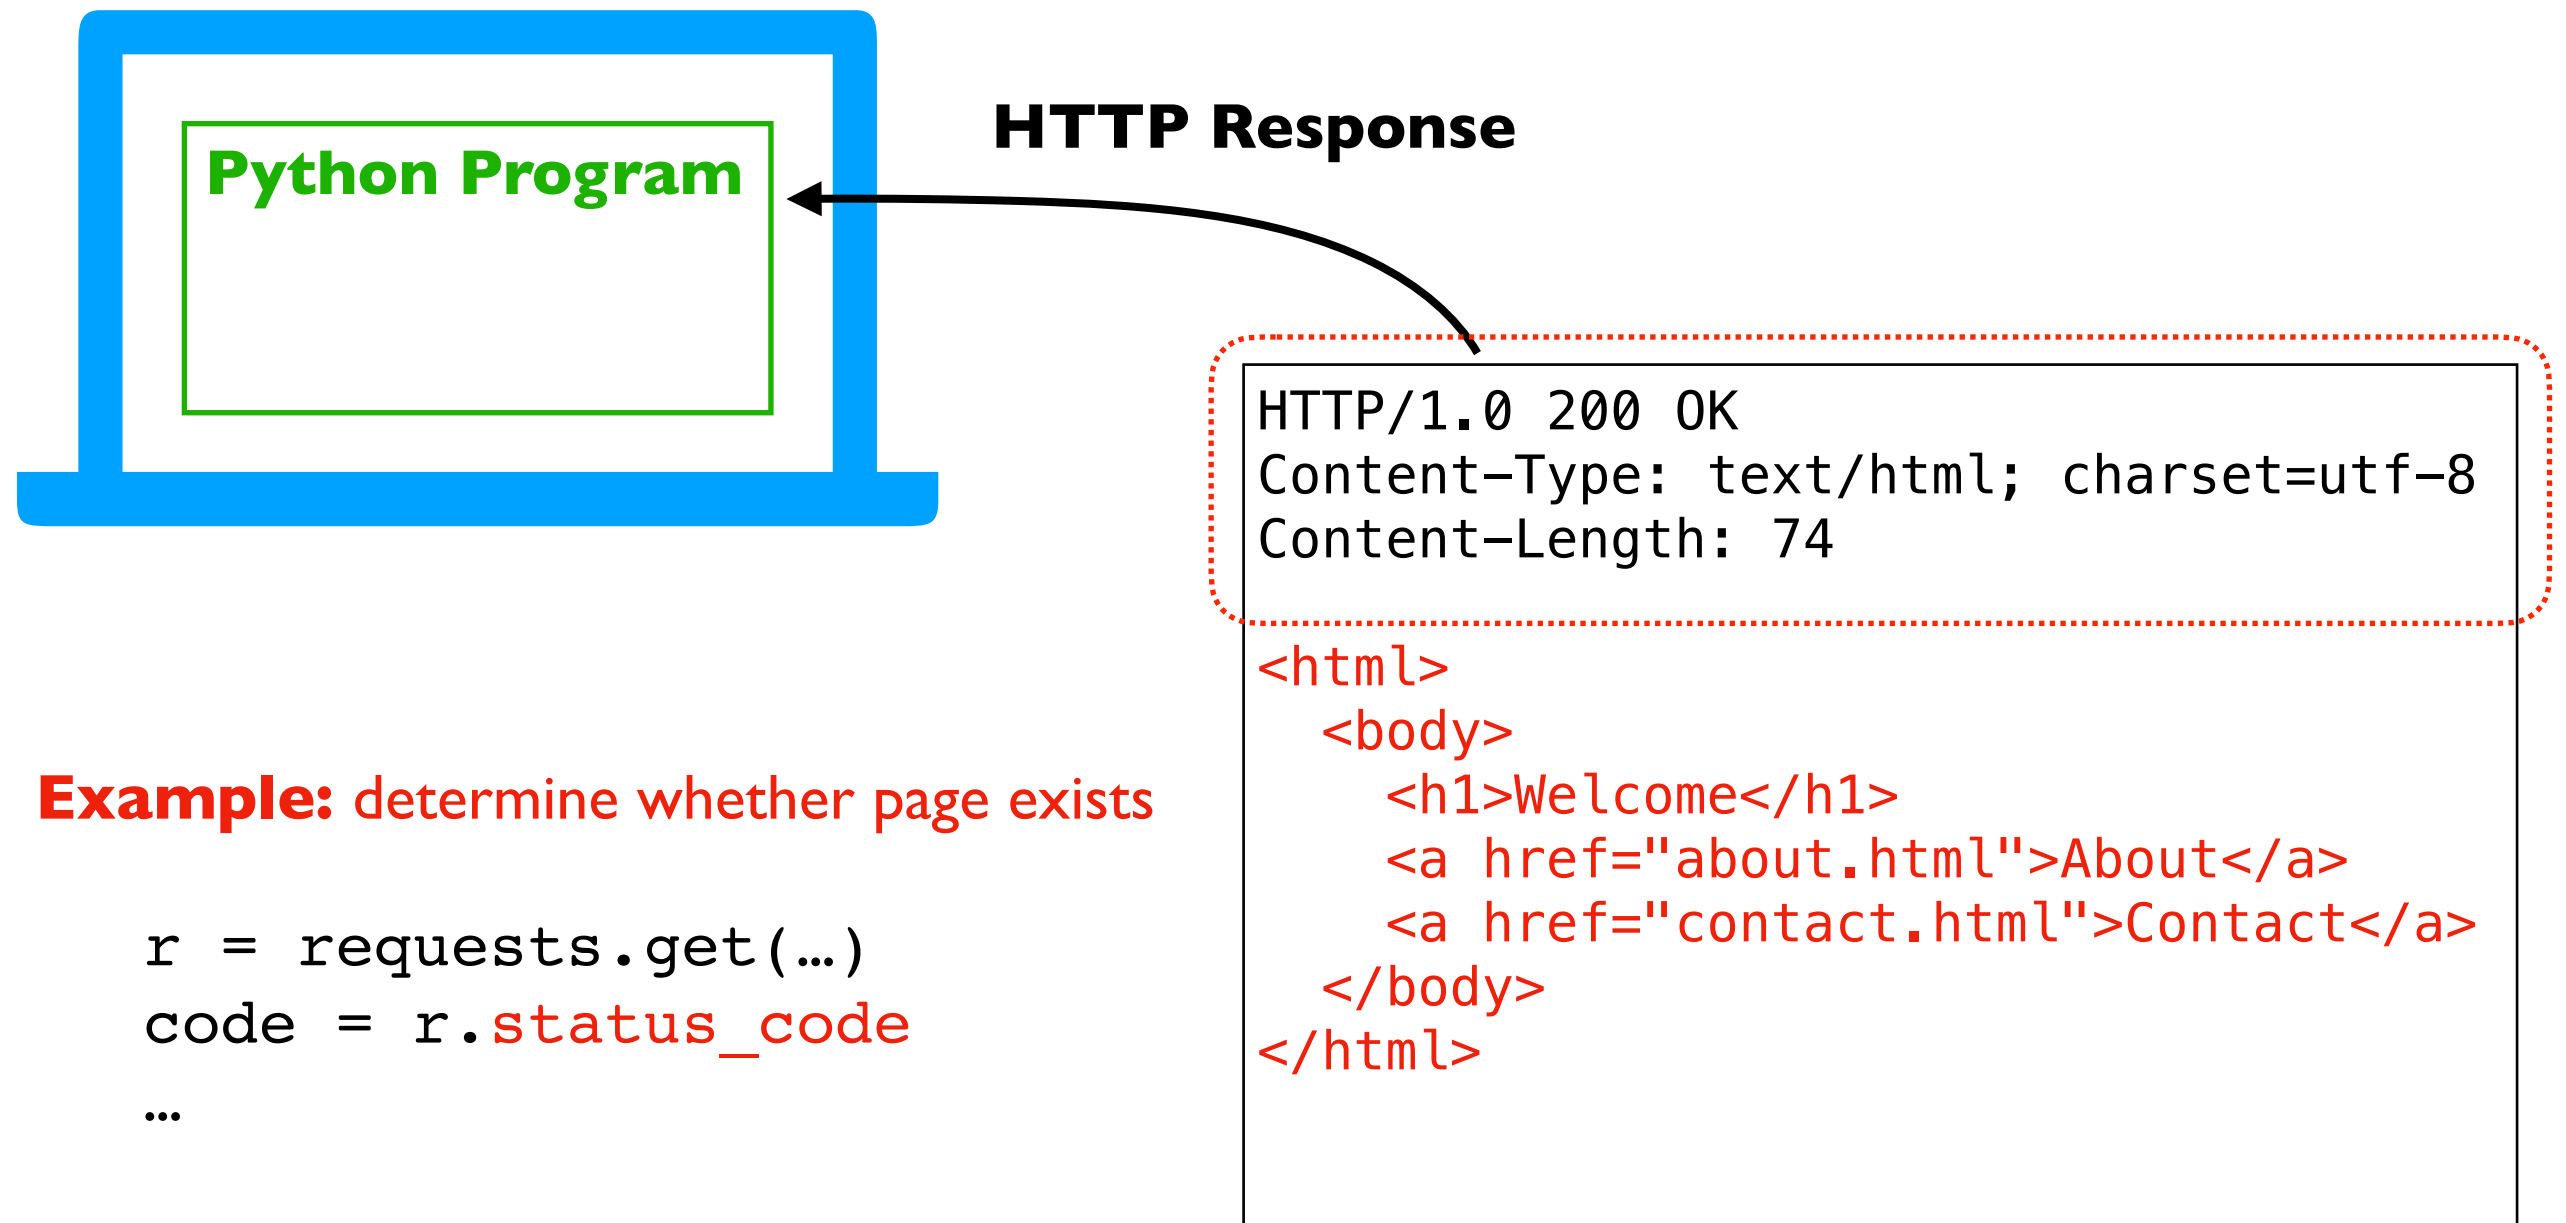 HTTP Response
Python Program
HTTP/1.0 200 OK
Content-Type: text/html; charset=utf-8
Content-Length: 74
<html>
  <body>
    <h1>Welcome</h1>
    <a href="about.html">About</a>
    <a href="contact.html">Contact</a>
  </body>
</html>
Example: determine whether page exists
r = requests.get(…)
code = r.status_code
…